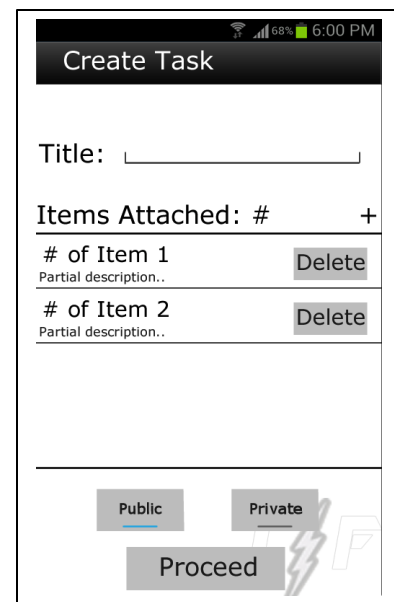 68% 6:00 PM
Create Task
Title:
Items Attached: # +
# of Item 1
Partial description..
Delete
# of Item 2
Partial description..
Delete
Public Private
Proceed
F